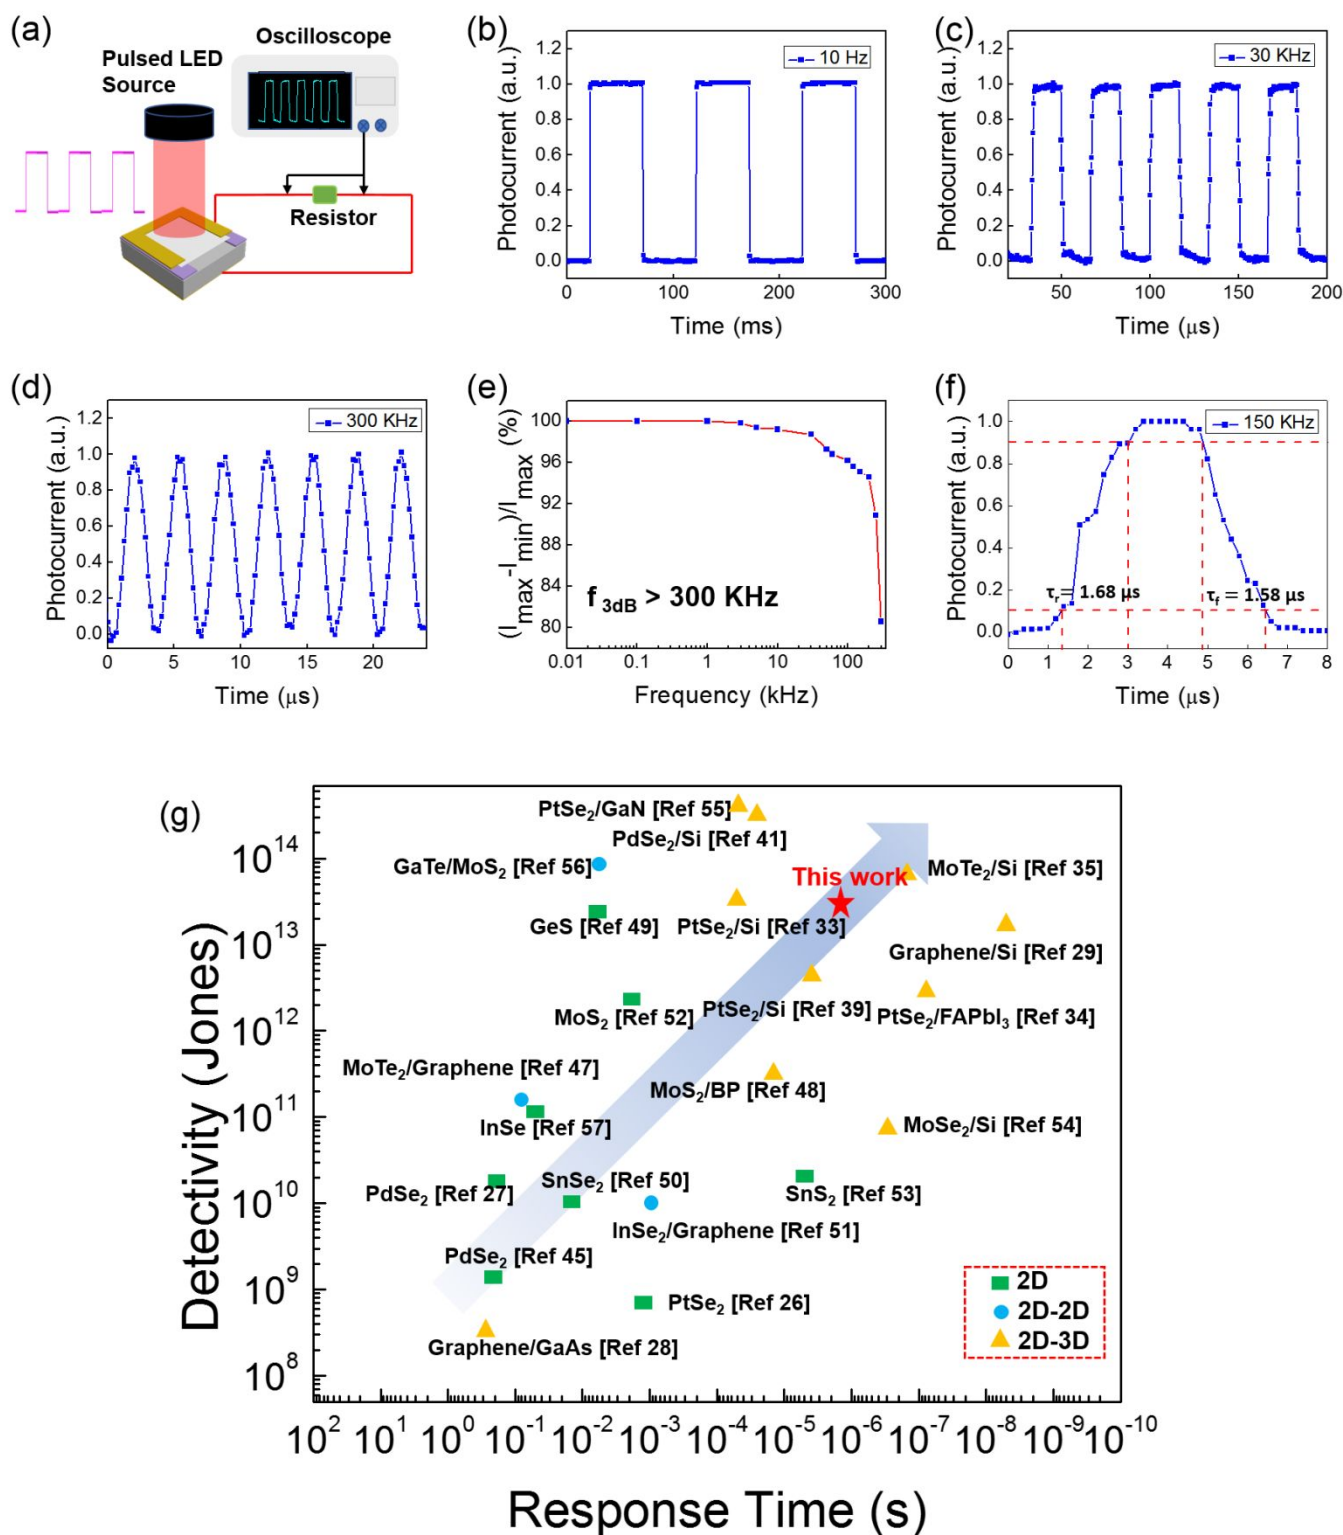 (a)
Pulsed LED
Source
Oscilloscope
Resistor
(b)
10 Hz
Photocurrent (a.u.)
1.2
1.0
0.8
0.6
0.4
0.2
0.0
0 100 200 300
Time (ms)
(c)
30 KHz
Photocurrent (a.u.)
1.2
1.0
0.8
0.6
0.4
0.2
0.0
50 100 150 200
Time (μs)
(d)
300 KHz
Photocurrent (a.u.)
1.2
1.0
0.8
0.6
0.4
0.2
0.0
0 5 10 15 20
Time (μs)
(e)
(I max-I min)/I max (%)
100
96
92
88
84
80
f 3dB > 300 KHz
0.01 0.1 1 10 100
Frequency (kHz)
(f)
150 KHz
Photocurrent (a.u.)
1.0
0.8
0.6
0.4
0.2
0.0
τr = 1.68 μs
τf = 1.58 μs
0 1 2 3 4 5 6 7 8
Time (μs)
(g)
Detectivity (Jones)
10^14
10^13
10^12
10^11
10^10
10^9
10^8
PtSe2/GaN [Ref 55]
PdSe2/Si [Ref 41]
GaTe/MoS2 [Ref 56]
This work
MoTe2/Si [Ref 35]
GeS [Ref 49]
PtSe2/Si [Ref 33]
Graphene/Si [Ref 29]
MoS2 [Ref 52]
PtSe2/Si [Ref 39]
PtSe2/FAPbI3 [Ref 34]
MoTe2/Graphene [Ref 47]
MoS2/BP [Ref 48]
InSe [Ref 57]
MoSe2/Si [Ref 54]
PdSe2 [Ref 27]
SnSe2 [Ref 50]
SnS2 [Ref 53]
InSe2/Graphene [Ref 51]
PdSe2 [Ref 45]
PtSe2 [Ref 26]
Graphene/GaAs [Ref 28]
2D
2D-2D
2D-3D
10^2 10^1 10^0 10^-1 10^-2 10^-3 10^-4 10^-5 10^-6 10^-7 10^-8 10^-9 10^-10
Response Time (s)